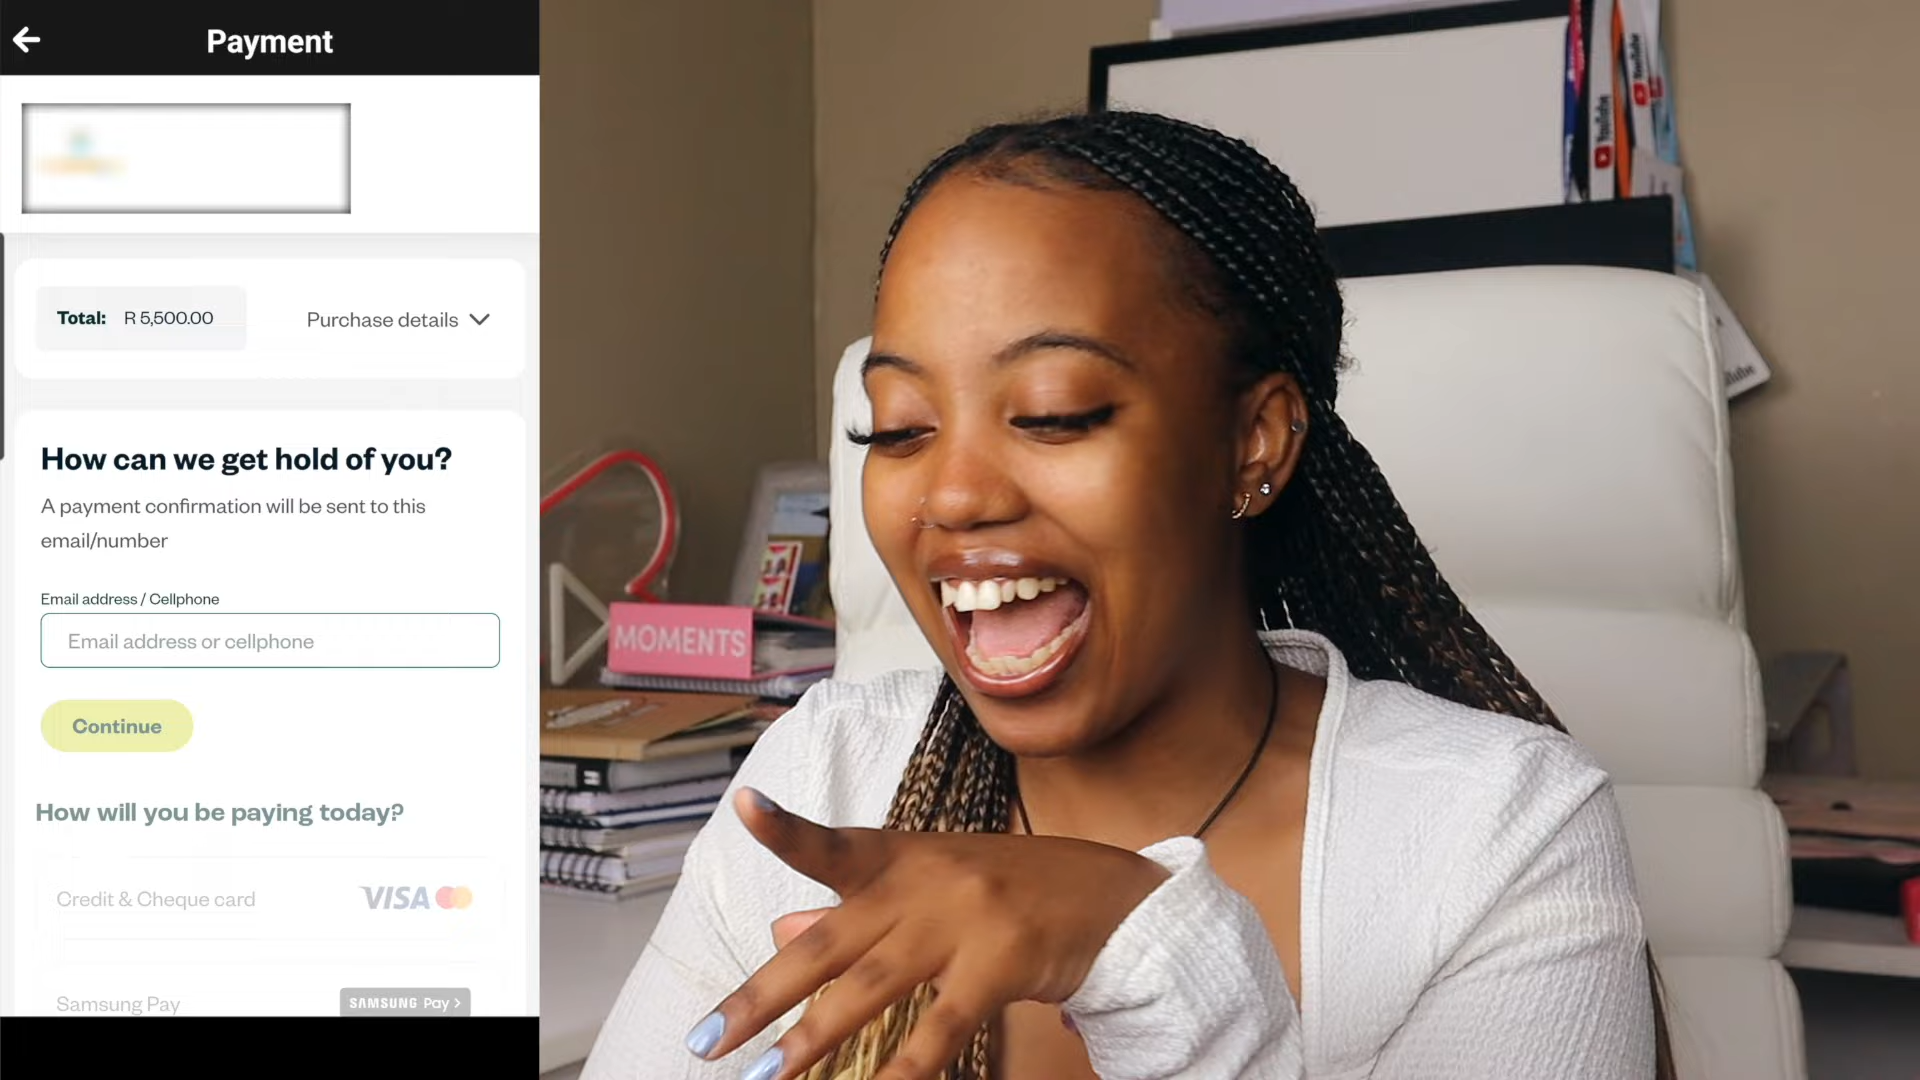 Payment
Total: R 5,500.00
Purchase details
How can we get hold of you?
A payment confirmation will be sent to this
email/number
Email address / Cellphone
Email address or cellphone
Continue
How will you be paying today?
Credit & Cheque card
VISA
Samsung Pay
SAMSUNG Pay >
MOMENTS
YouTube
YouTube